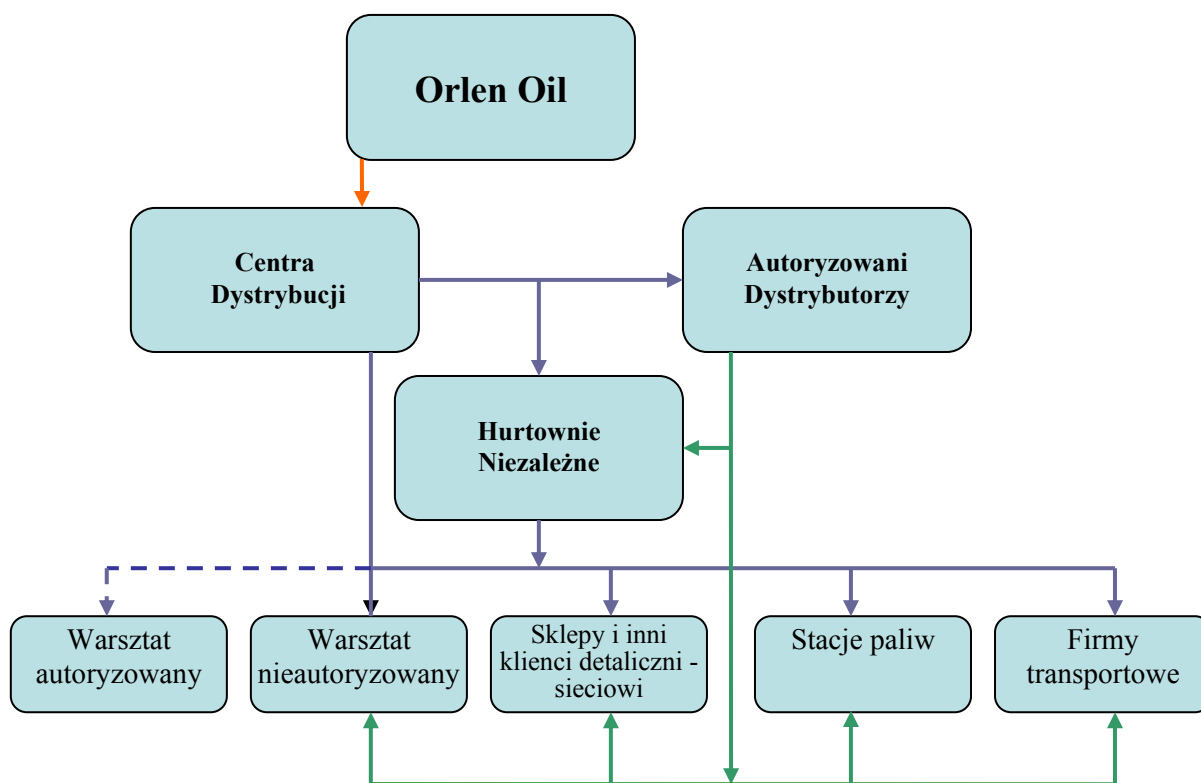 Orlen Oil
Centra
Dystrybucji
Autoryzowani
Dystrybutorzy
Hurtownie
Niezależne
Warsztat
autoryzowany
Warsztat
nieautoryzowany
Sklepy i inni
klienci detaliczni -
sieciowi
Stacje paliw
Firmy
transportowe